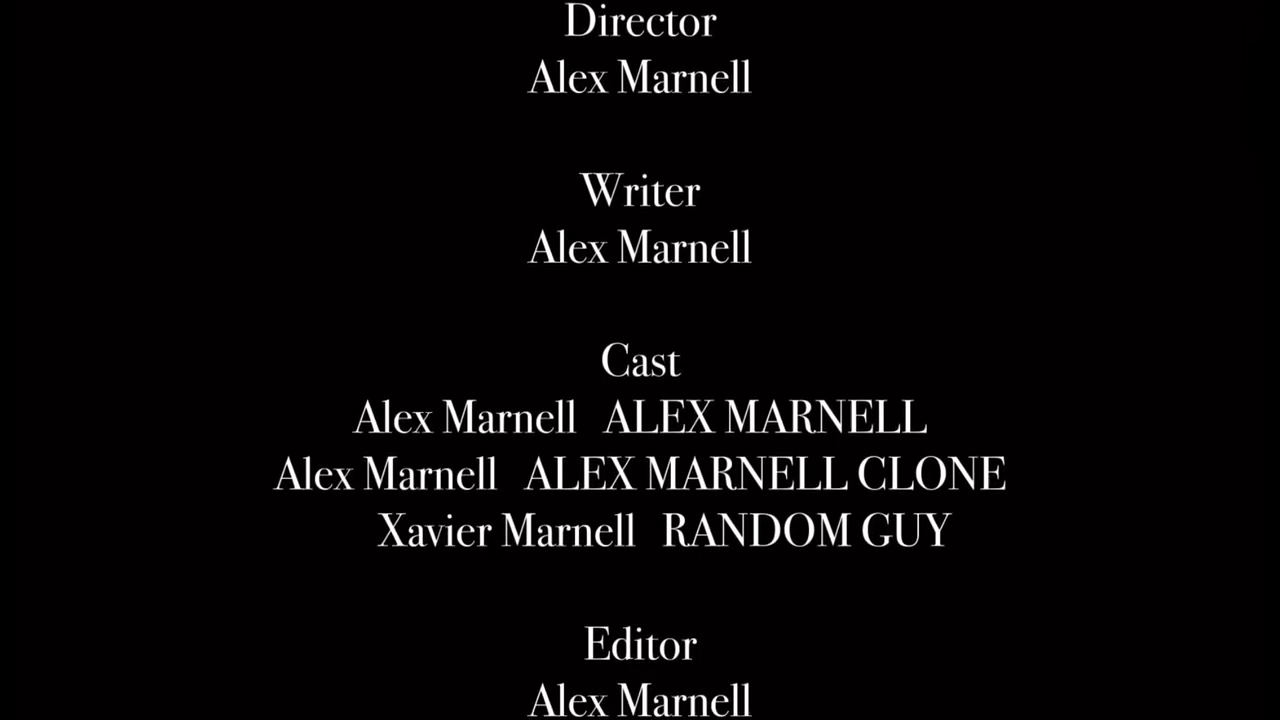 Director
Alex Marnell
Writer
Alex Marnell
Cast
Alex Marnell ALEX MARNELL
Alex Marnell ALEX MARNELL CLONE
Xavier Marnell RANDOM GUY
Editor
Alex Marnell